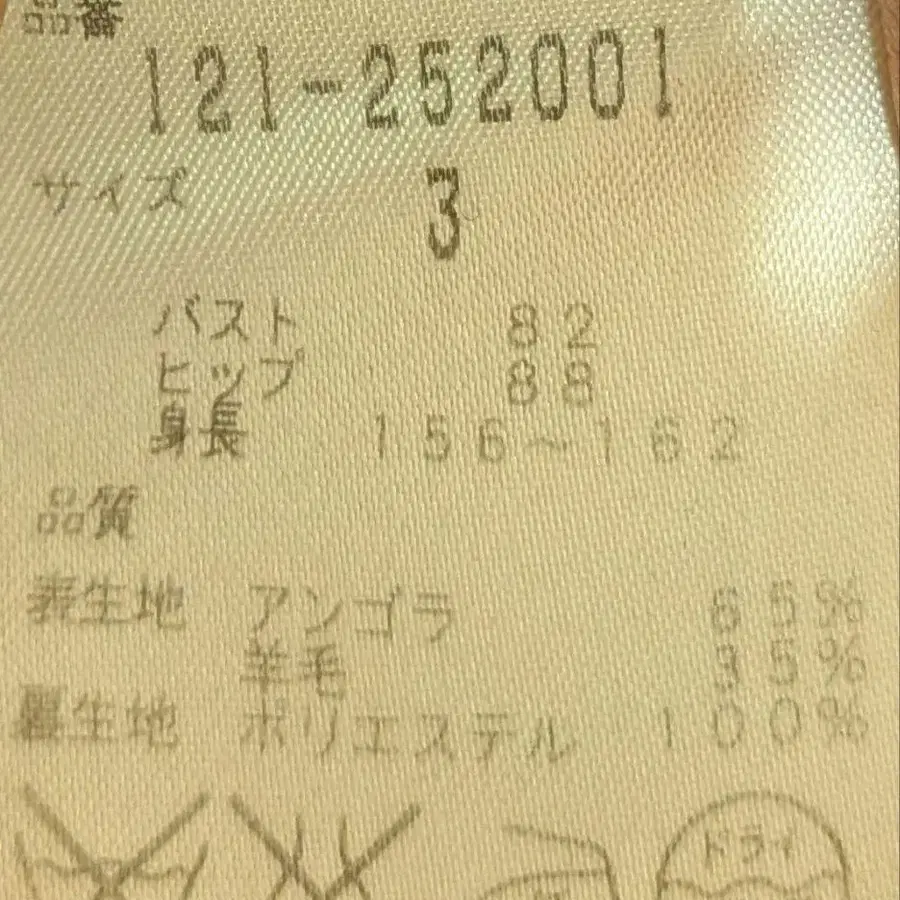 品番
121-252001
サイズ 3
バスト 82
ヒップ 88
身長 156~162
品質
表生地 アンゴラ 65%
羊毛 35%
裏生地 ポリエステル 100%
ドライ